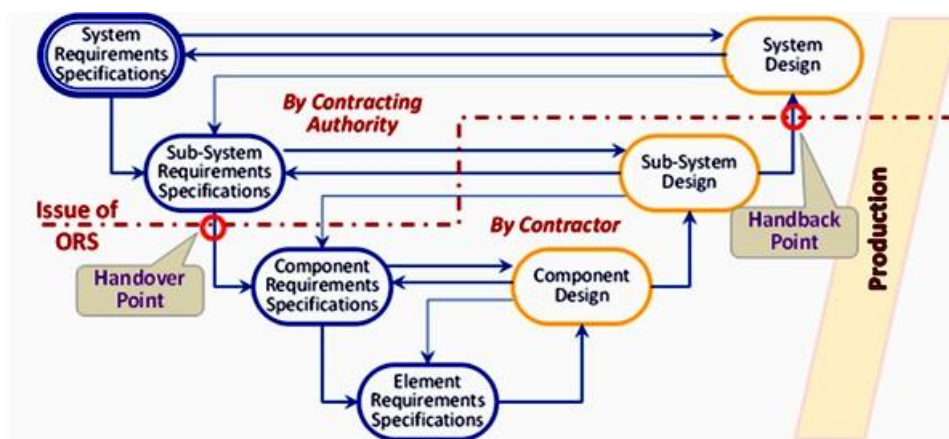 System
Requirements
Specifications
System
Design
By Contracting
Authority
Sub-System
Requirements
Specifications
Sub-System
Design
Issue of
ORS
Handover
Point
By Contractor
Handback
Point
Production
Component
Requirements
Specifications
Component
Design
Element
Requirements
Specifications